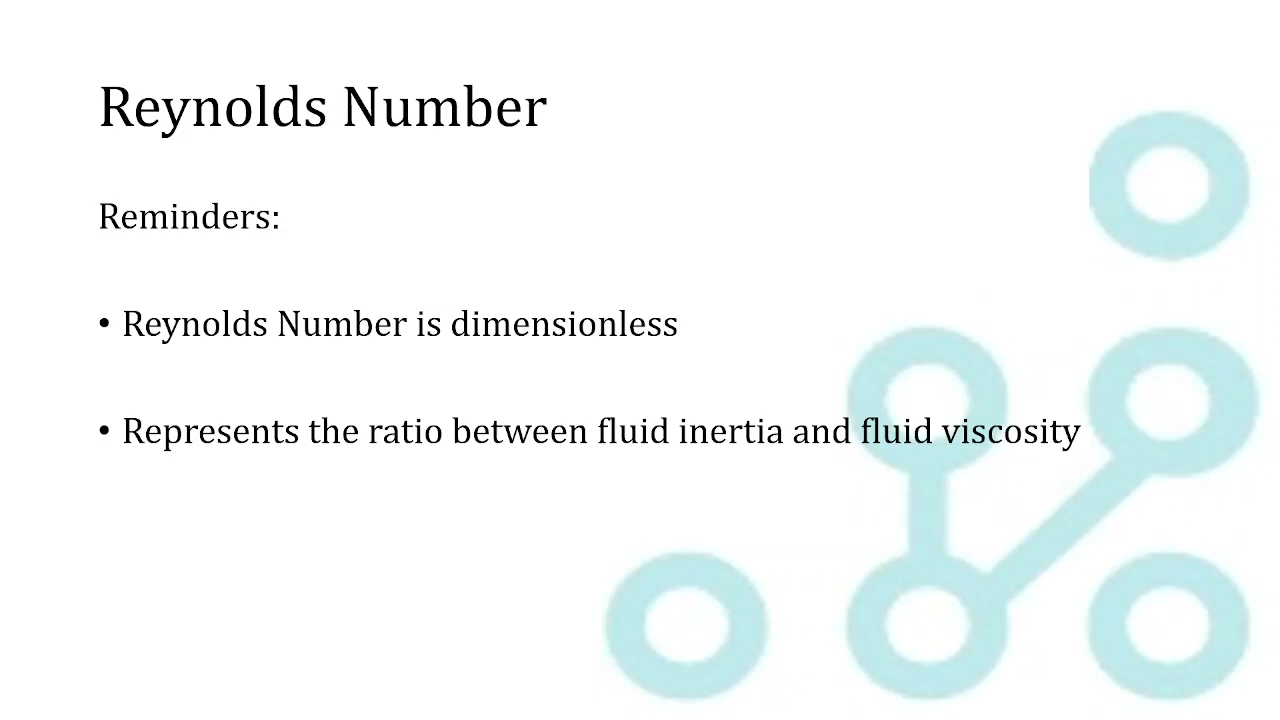 Reynolds Number
Reminders:
• Reynolds Number is dimensionless
• Represents the ratio between fluid inertia and fluid viscosity